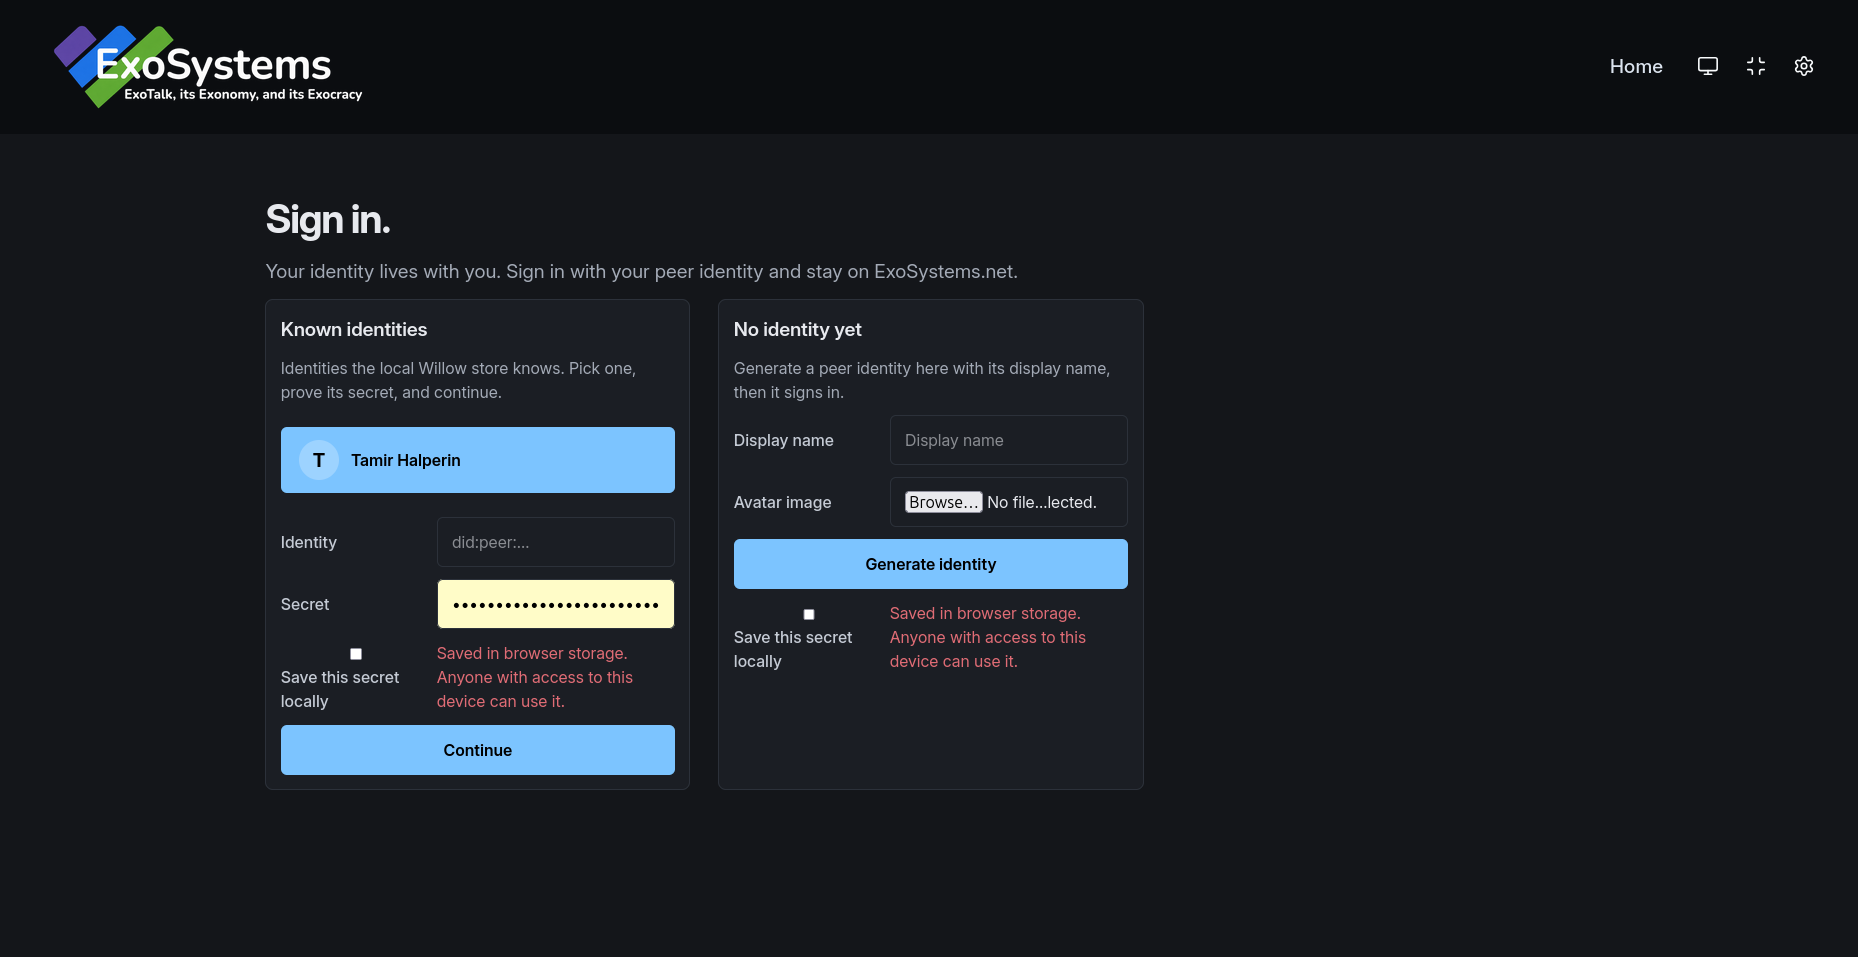 ExoSystems
ExoTalk, its Exonomy, and its Exocracy
Home
Sign in.
Your identity lives with you. Sign in with your peer identity and stay on ExoSystems.net.
Known identities
Identities the local Willow store knows. Pick one,
prove its secret, and continue.
T Tamir Halperin
Identity did:peer:...
Secret
Save this secret
locally
Saved in browser storage.
Anyone with access to this
device can use it.
Continue
No identity yet
Generate a peer identity here with its display name,
then it signs in.
Display name Display name
Avatar image Browse... No file...lected.
Generate identity
Save this secret
locally
Saved in browser storage.
Anyone with access to this
device can use it.